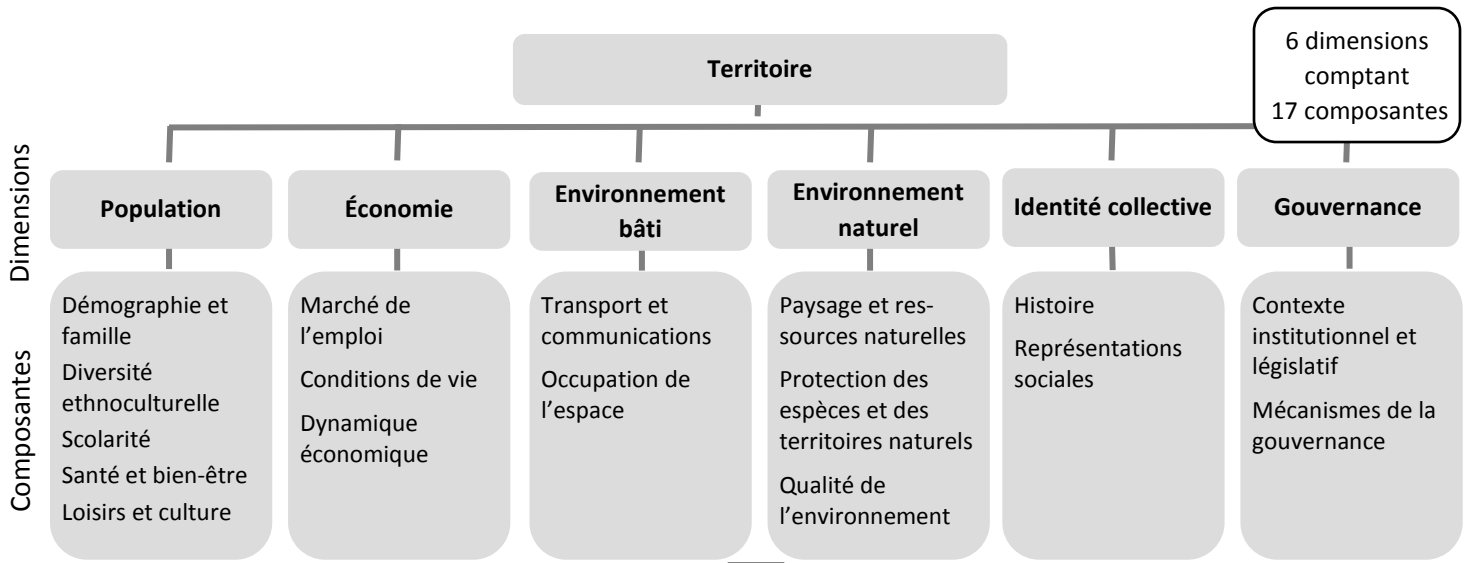 Territoire
6 dimensions
comptant
17 composantes
Dimensions
Population
Économie
Environnement
bâti
Environnement
naturel
Identité collective
Gouvernance
Composantes
Démographie et
famille
Diversité
ethnoculturelle
Scolarité
Santé et bien-être
Loisirs et culture
Marché de
l’emploi
Conditions de vie
Dynamique
économique
Transport et
communications
Occupation de
l’espace
Paysage et res-
sources naturelles
Protection des
espèces et des
territoires naturels
Qualité de
l’environnement
Histoire
Représentations
sociales
Contexte
institutionnel et
législatif
Mécanismes de la
gouvernance